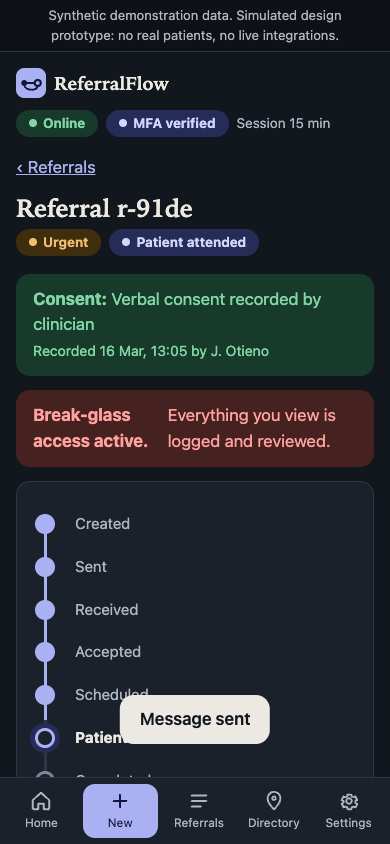 Synthetic demonstration data. Simulated design
prototype: no real patients, no live integrations.
ReferralFlow
Online
MFA verified
Session 15 min
‹ Referrals
Referral r-91de
Urgent
Patient attended
Consent: Verbal consent recorded by
clinician
Recorded 16 Mar, 13:05 by J. Otieno
Break-glass
access active.
Everything you view is
logged and reviewed.
Created
Sent
Received
Accepted
Scheduled
Message sent
Patient
Home
New
Referrals
Directory
Settings